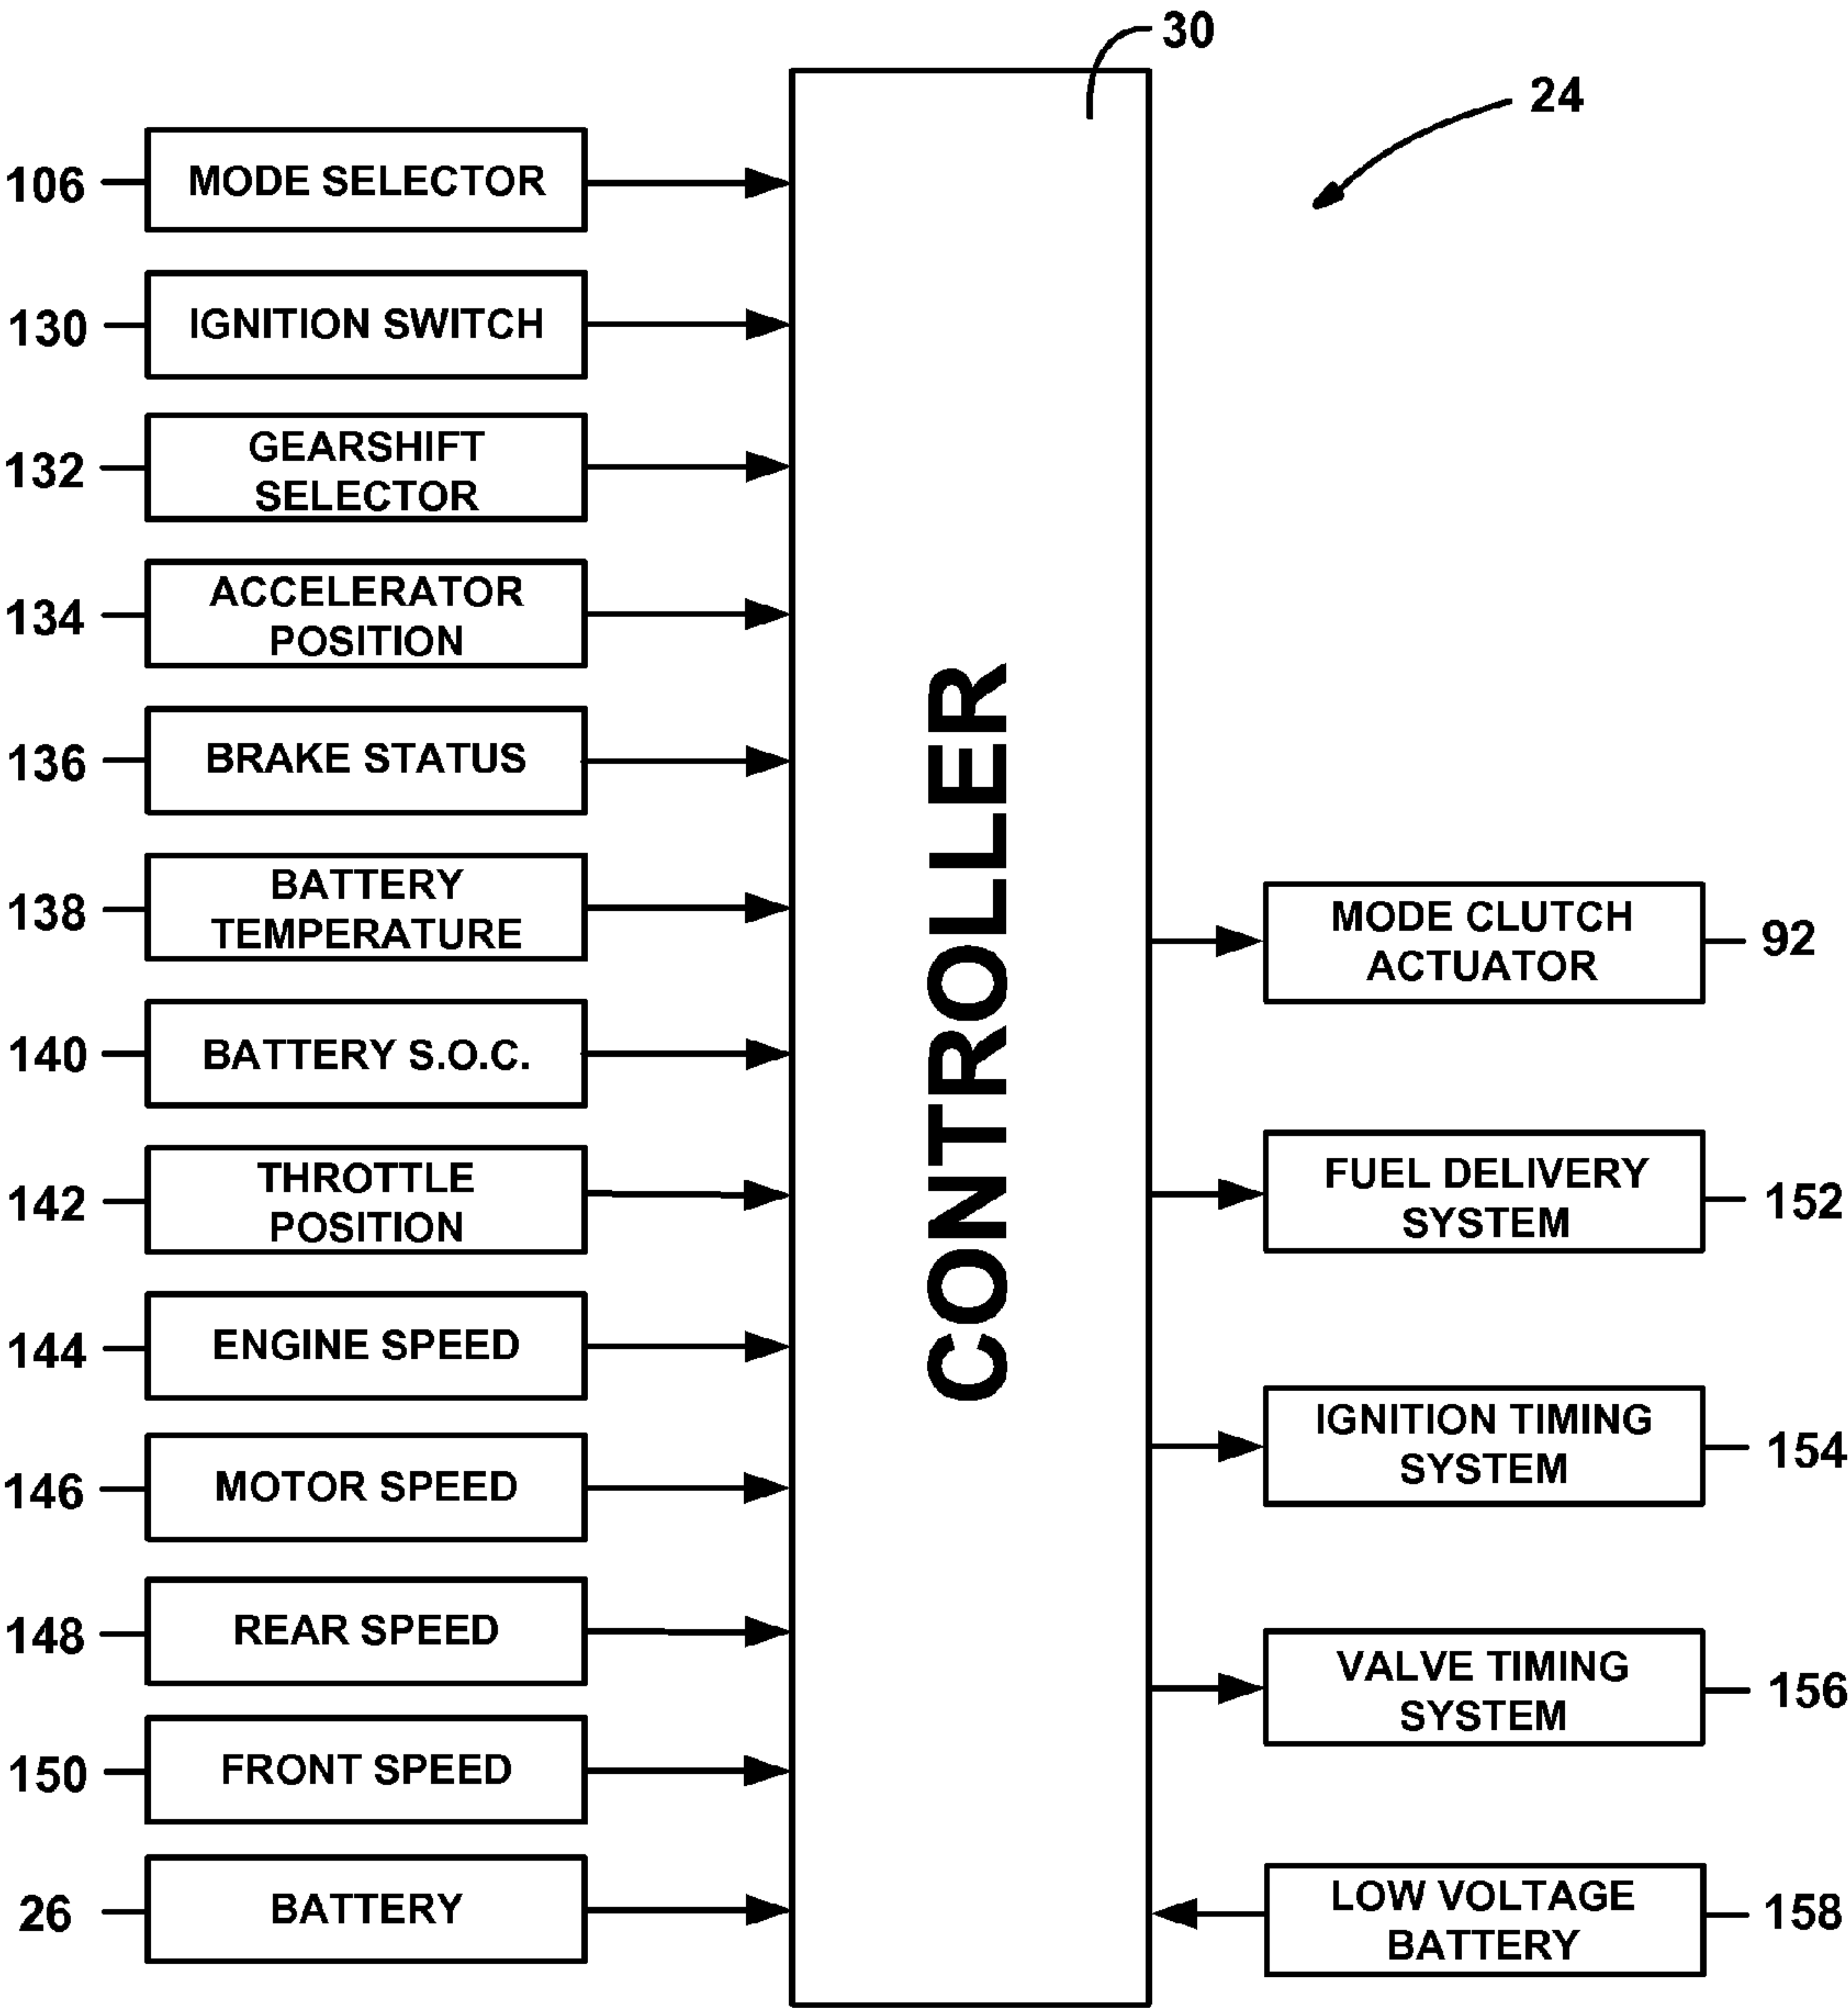 30
24
106
MODE SELECTOR
130
IGNITION SWITCH
132
GEARSHIFT
SELECTOR
134
ACCELERATOR
POSITION
136
BRAKE STATUS
138
BATTERY
TEMPERATURE
140
BATTERY S.O.C.
142
THROTTLE
POSITION
144
ENGINE SPEED
146
MOTOR SPEED
148
REAR SPEED
150
FRONT SPEED
26
BATTERY
CONTROLLER
MODE CLUTCH
ACTUATOR
92
FUEL DELIVERY
SYSTEM
152
IGNITION TIMING
SYSTEM
154
VALVE TIMING
SYSTEM
156
LOW VOLTAGE
BATTERY
158